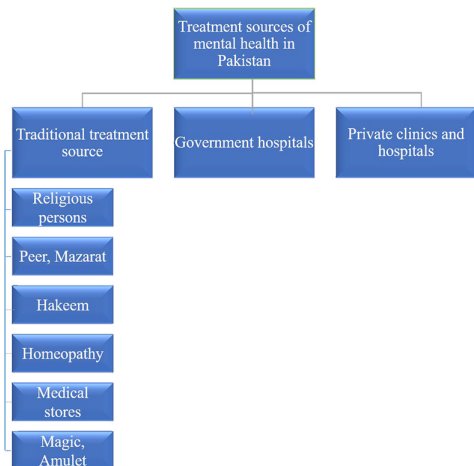 Treatment sources
of mental health in
Pakistan
Traditional treatment
source
Government hospitals
Private clinics and
hospitals
Religious
persons
Peer, Mazarat
Hakeem
Homeopathy
Medical
stores
Magic,
Amulet